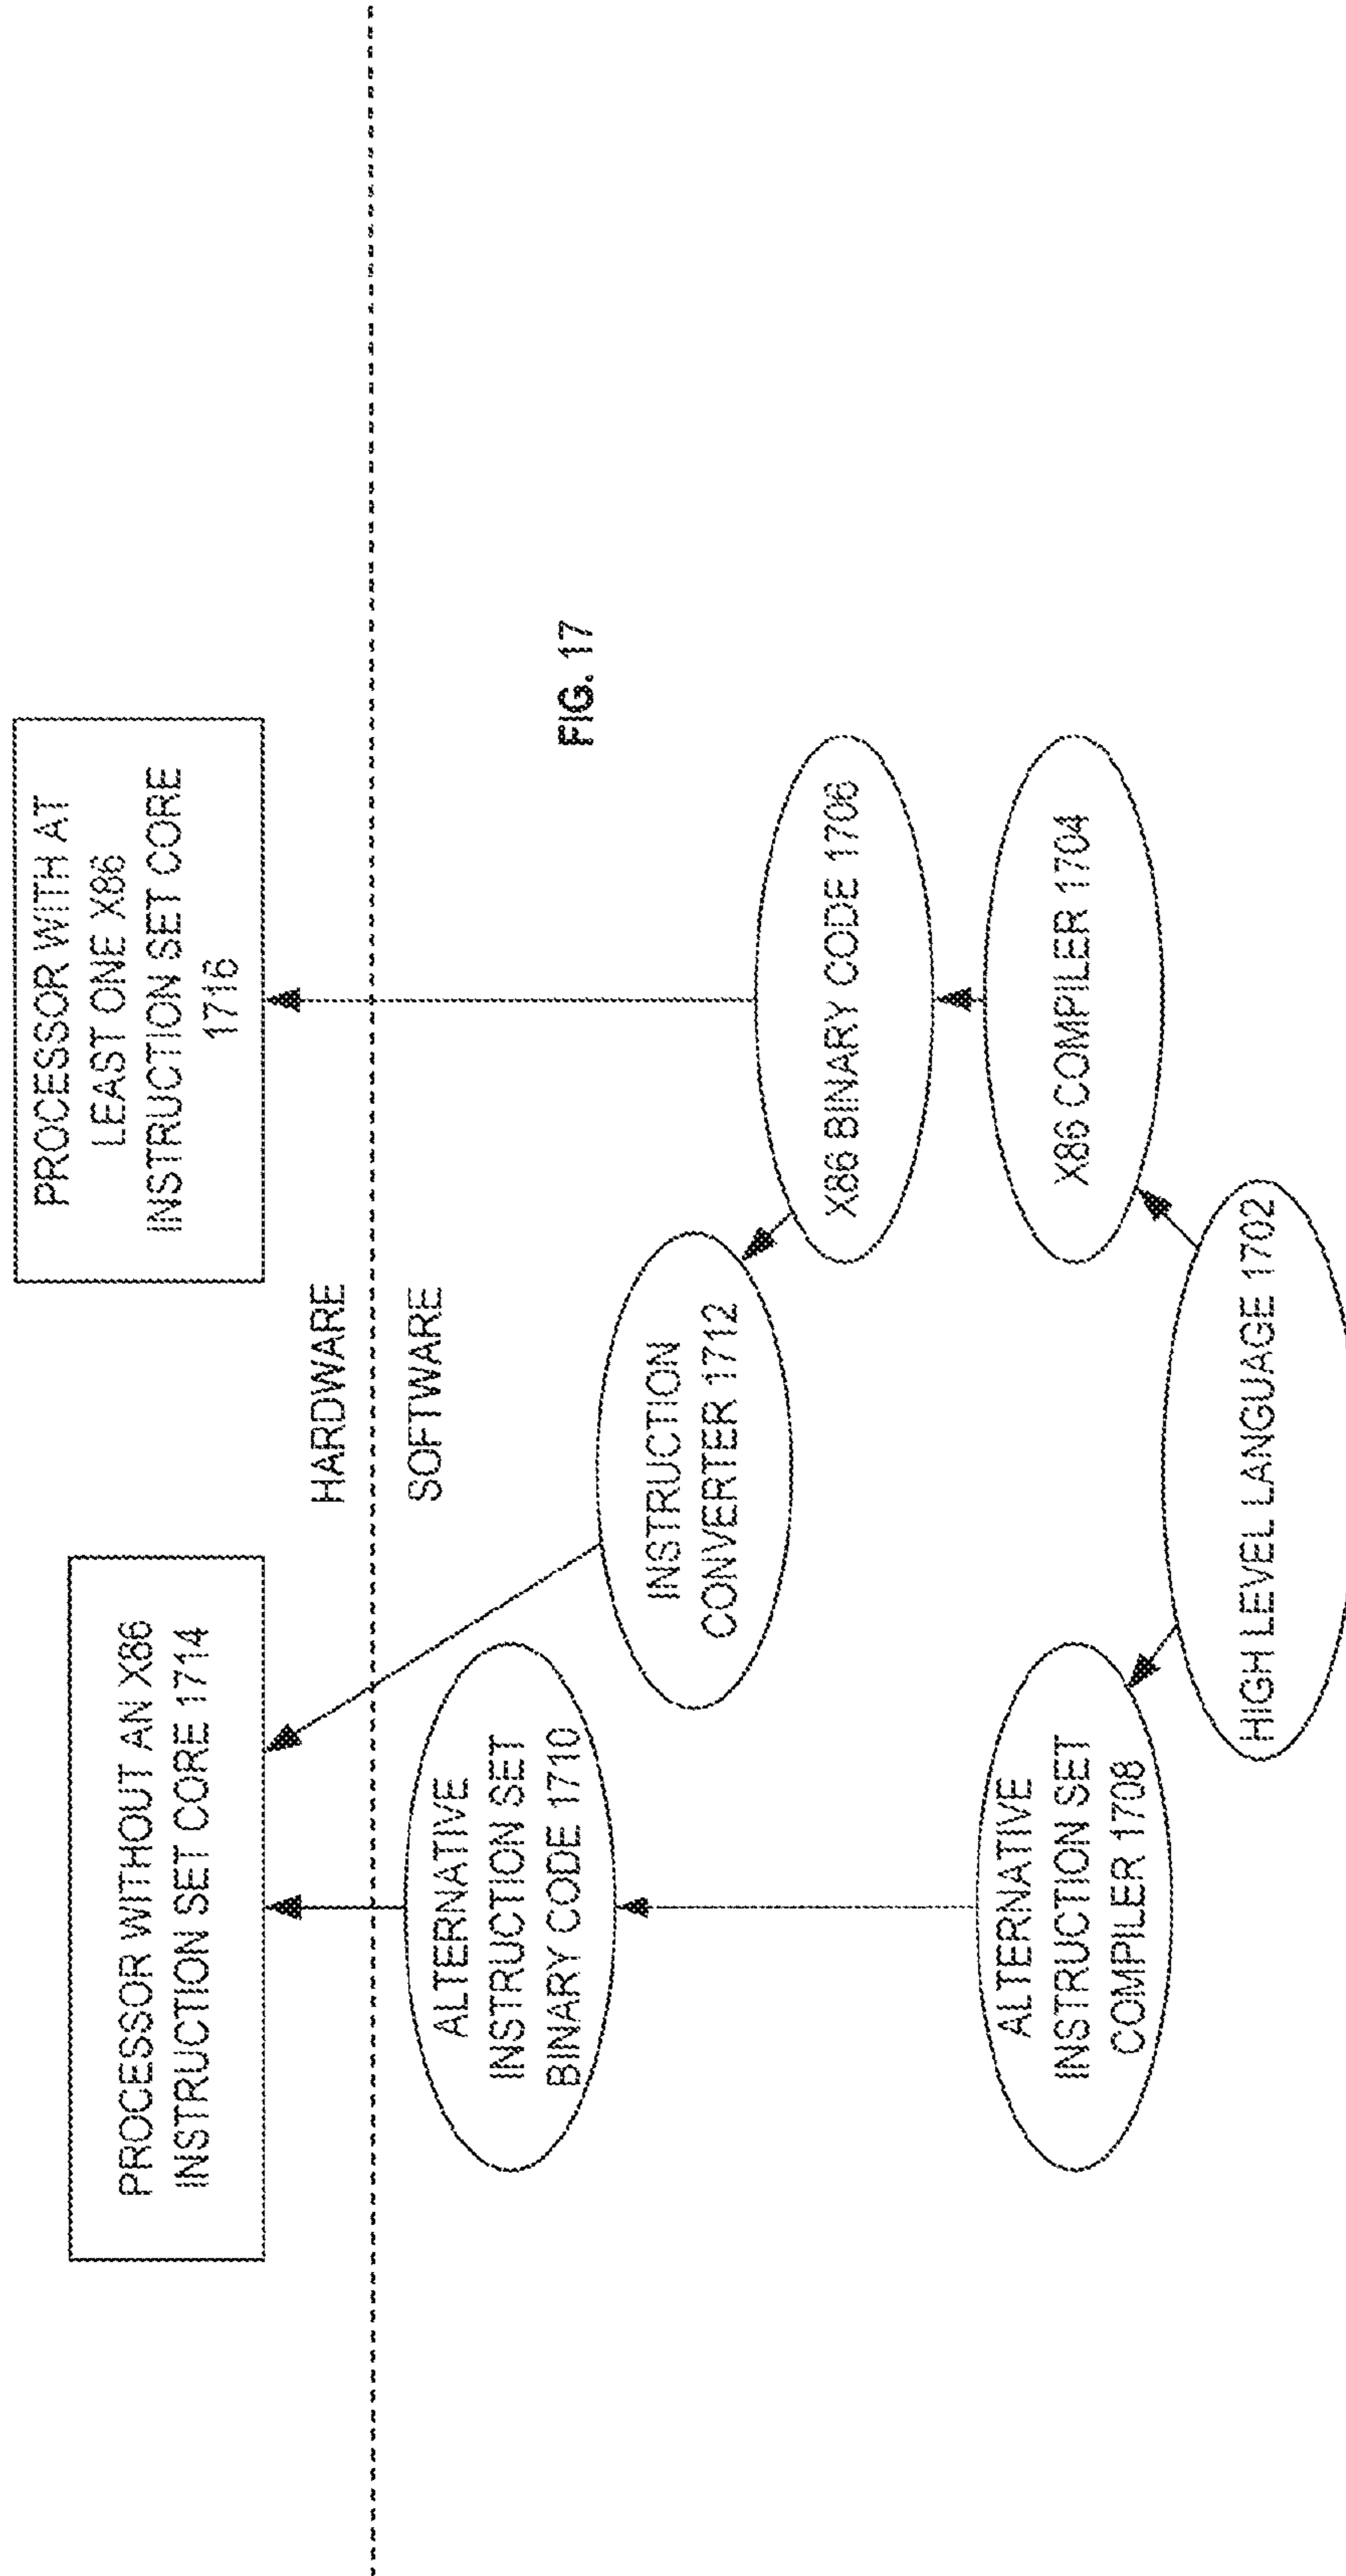 PROCESSOR WITHOUT AN X86
INSTRUCTION SET CORE 1714
PROCESSOR WITH AT
LEAST ONE X86
INSTRUCTION SET CORE
1716
HARDWARE
SOFTWARE
ALTERNATIVE
INSTRUCTION SET
BINARY CODE 1710
INSTRUCTION
CONVERTER 1712
FIG. 17
X86 BINARY CODE 1706
ALTERNATIVE
INSTRUCTION SET
COMPILER 1708
X86 COMPILER 1704
HIGH LEVEL LANGUAGE 1702